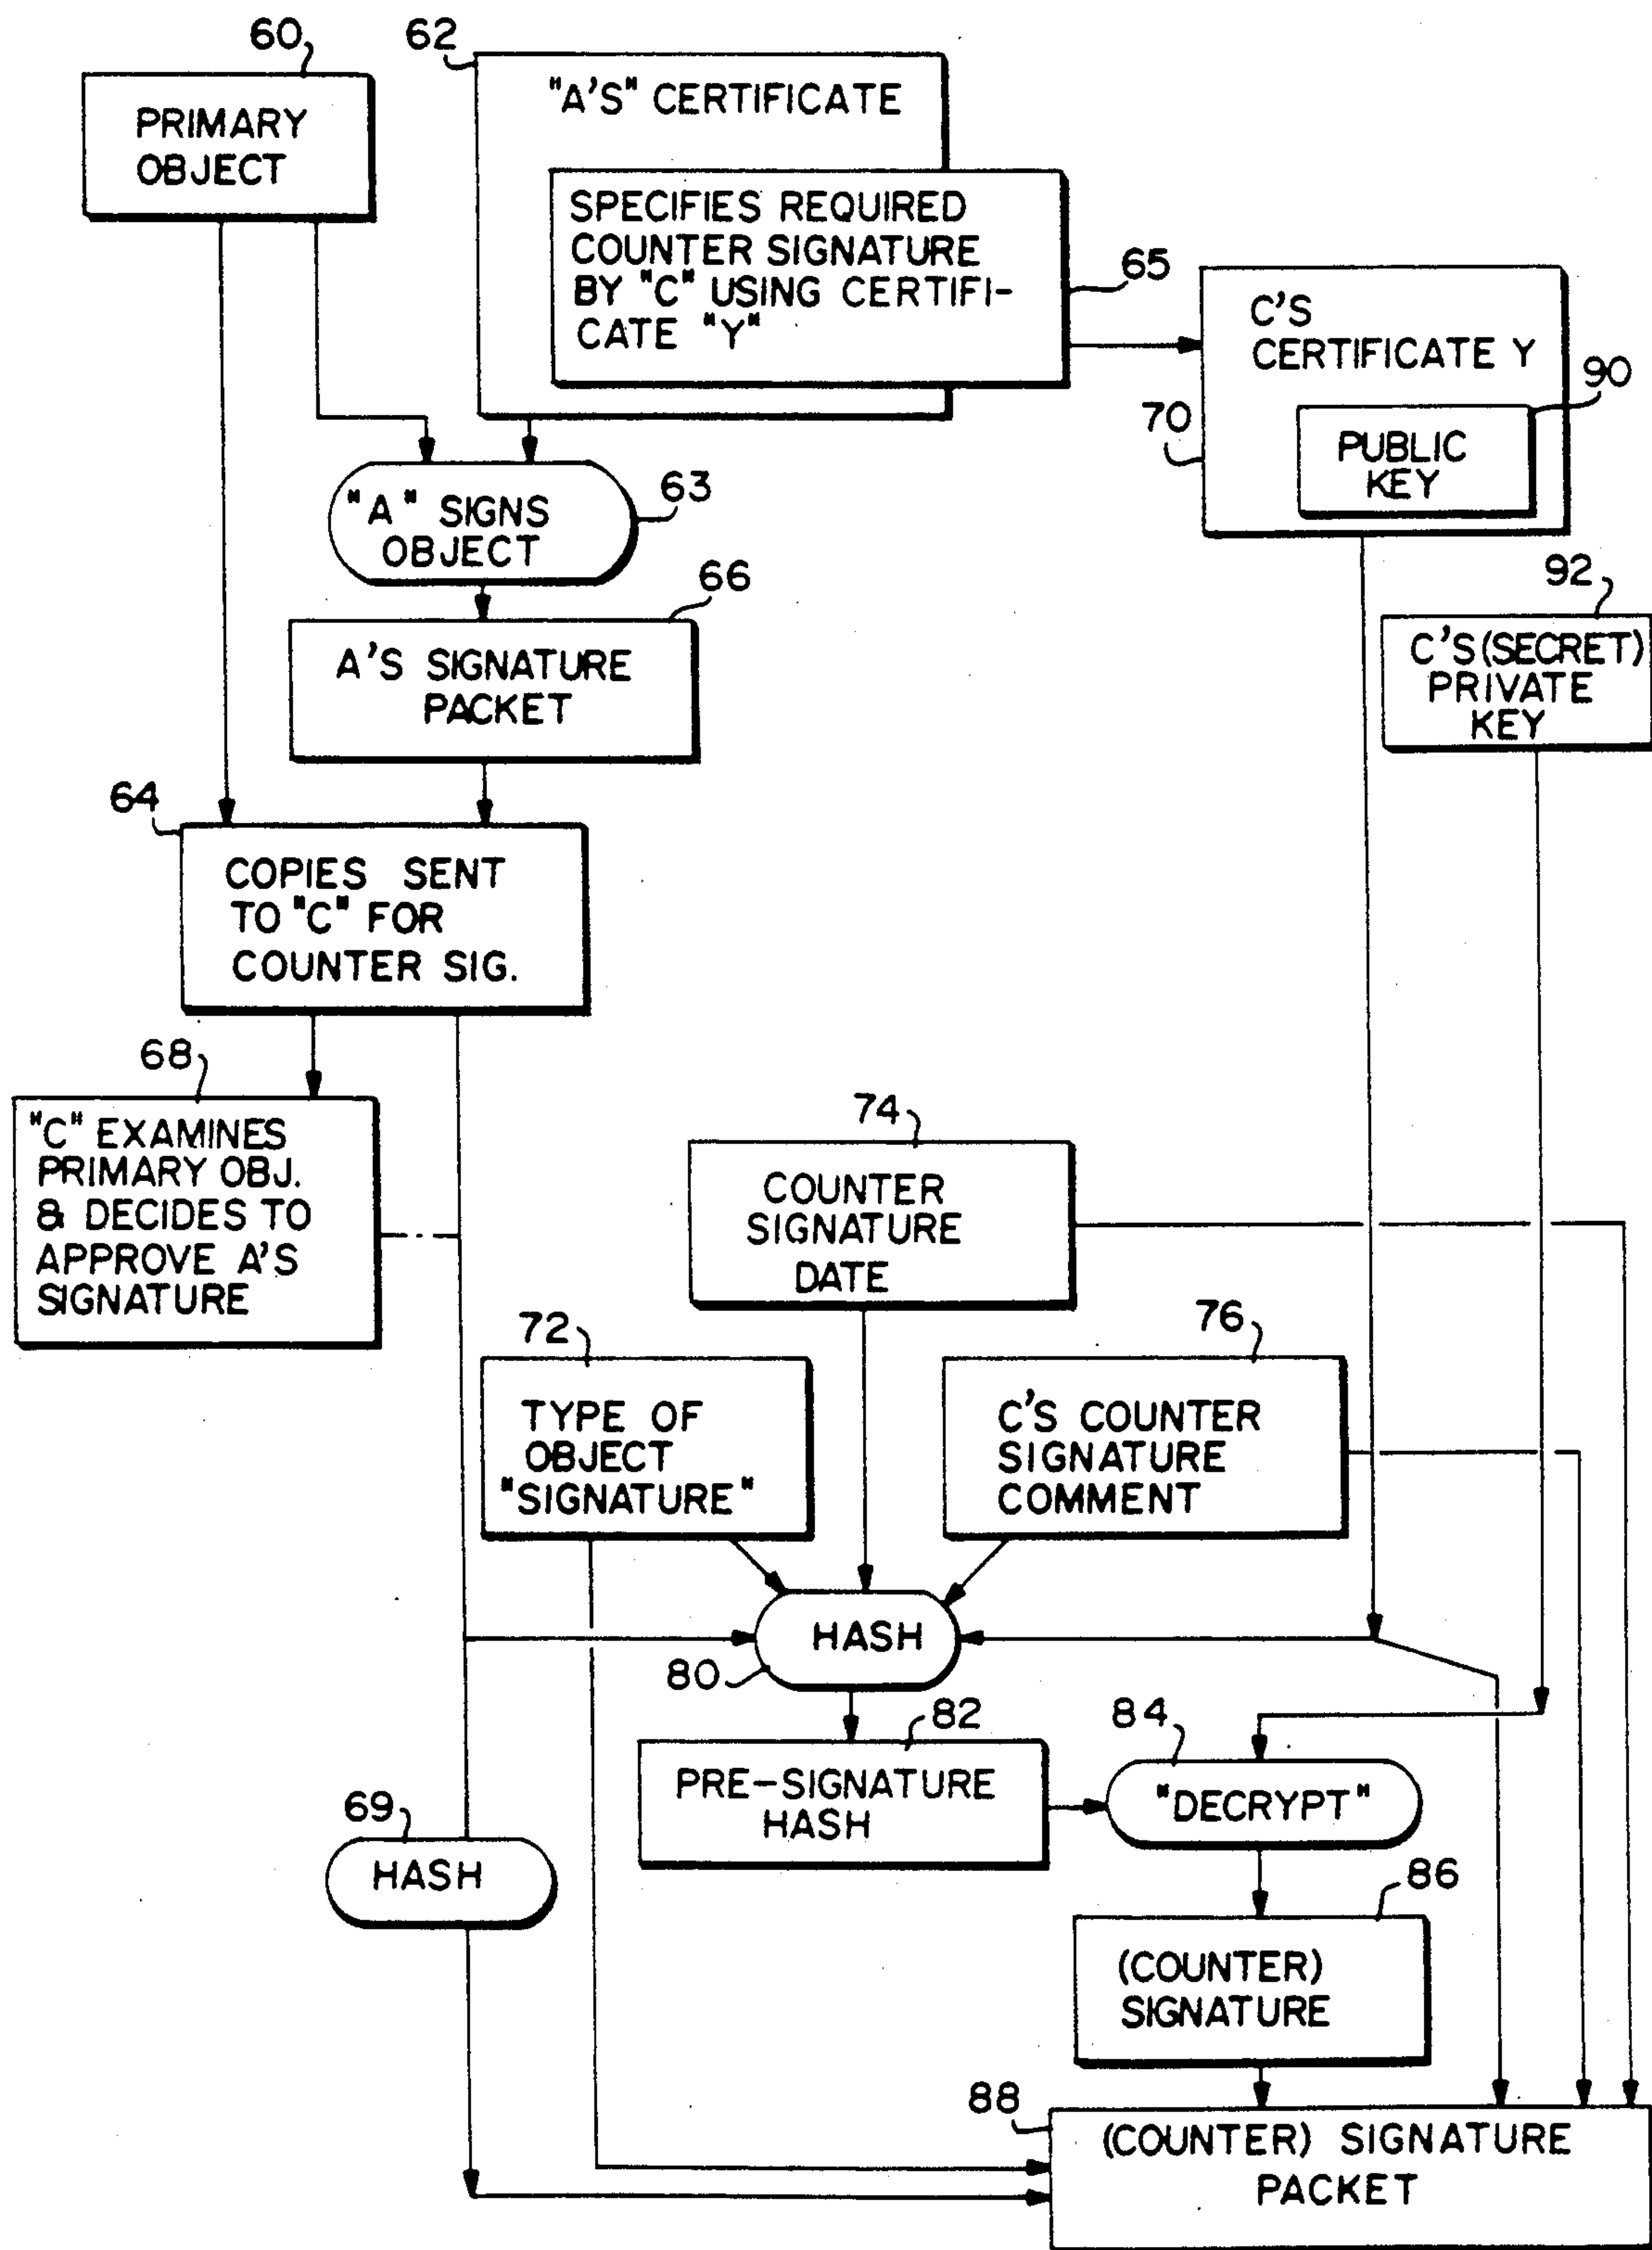 60
PRIMARY
OBJECT
62
"A'S" CERTIFICATE
SPECIFIES REQUIRED
COUNTER SIGNATURE
BY "C" USING CERTIFI-
CATE "Y"
65
C'S
CERTIFICATE Y
70
90
PUBLIC
KEY
"A" SIGNS
OBJECT
63
66
A'S SIGNATURE
PACKET
92
C'S (SECRET)
PRIVATE
KEY
64
COPIES SENT
TO "C" FOR
COUNTER SIG.
68
"C" EXAMINES
PRIMARY OBJ.
& DECIDES TO
APPROVE A'S
SIGNATURE
74
COUNTER
SIGNATURE
DATE
72
TYPE OF
OBJECT
"SIGNATURE"
76
C'S COUNTER
SIGNATURE
COMMENT
HASH
80
82
PRE-SIGNATURE
HASH
84
"DECRYPT"
69
HASH
86
(COUNTER)
SIGNATURE
88
(COUNTER) SIGNATURE
PACKET